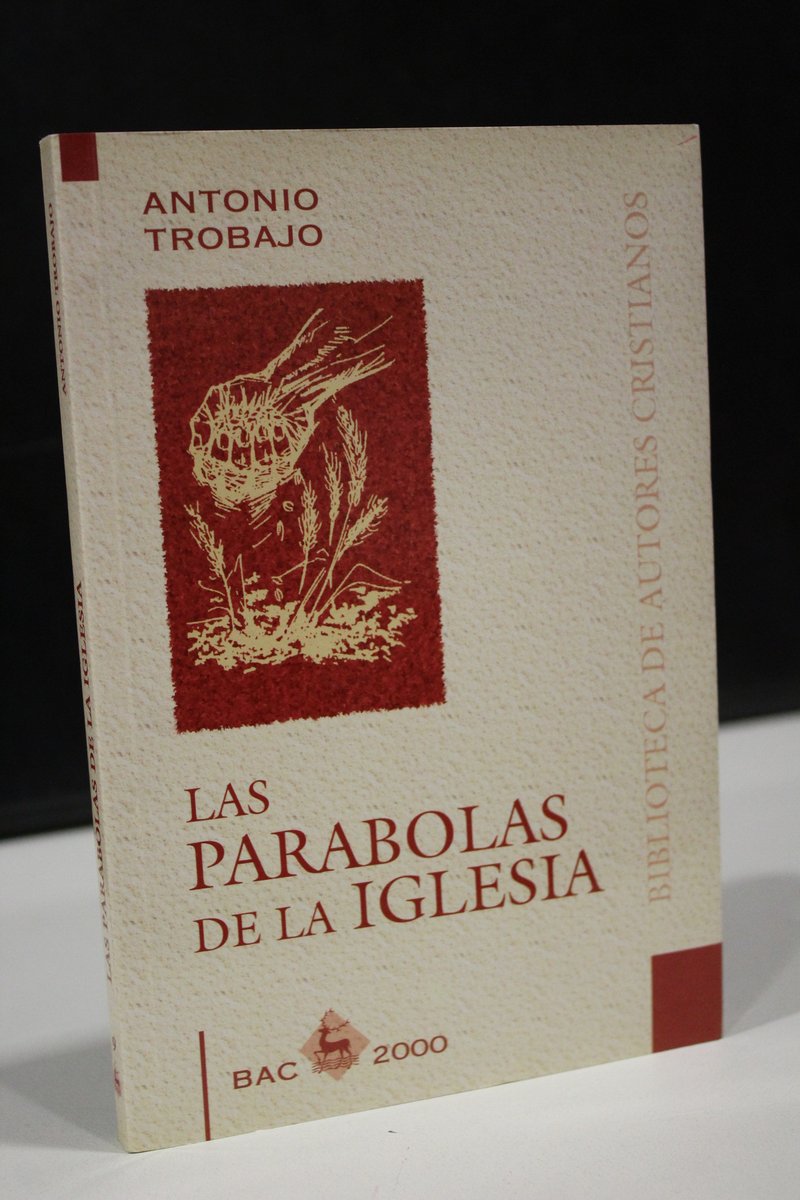 ANTONIO
TROBAJO
LAS
PARABOLAS
DE LA IGLESIA
BAC 2000
BIBLIOTECA DE AUTORES CRISTIANOS
ANTONIO TROBAJO
LAS PARABOLAS DE LA IGLESIA